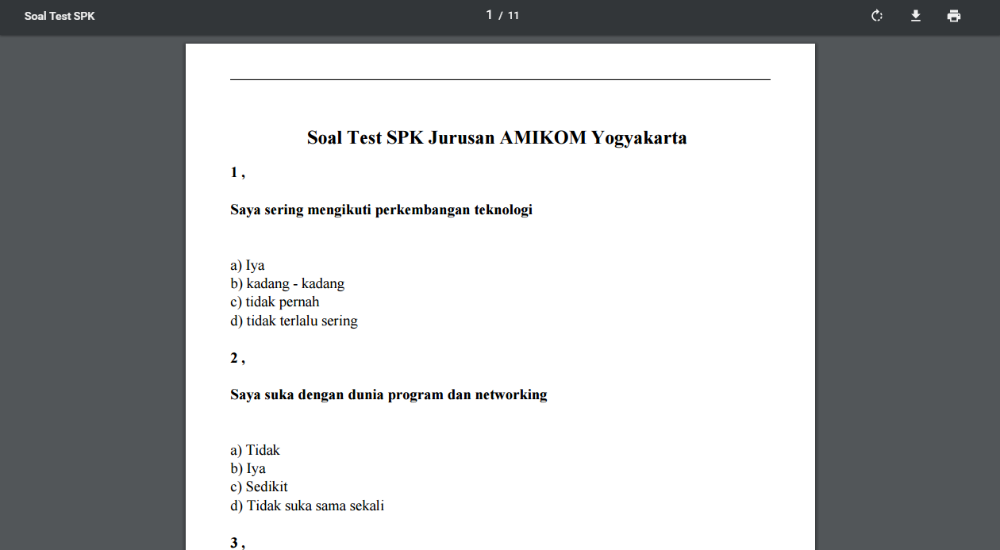 Soal Test SPK
1 / 11
Soal Test SPK Jurusan AMIKOM Yogyakarta
1 ,
Saya sering mengikuti perkembangan teknologi
a) Iya
b) kadang - kadang
c) tidak pernah
d) tidak terlalu sering
2 ,
Saya suka dengan dunia program dan networking
a) Tidak
b) Iya
c) Sedikit
d) Tidak suka sama sekali
3 ,